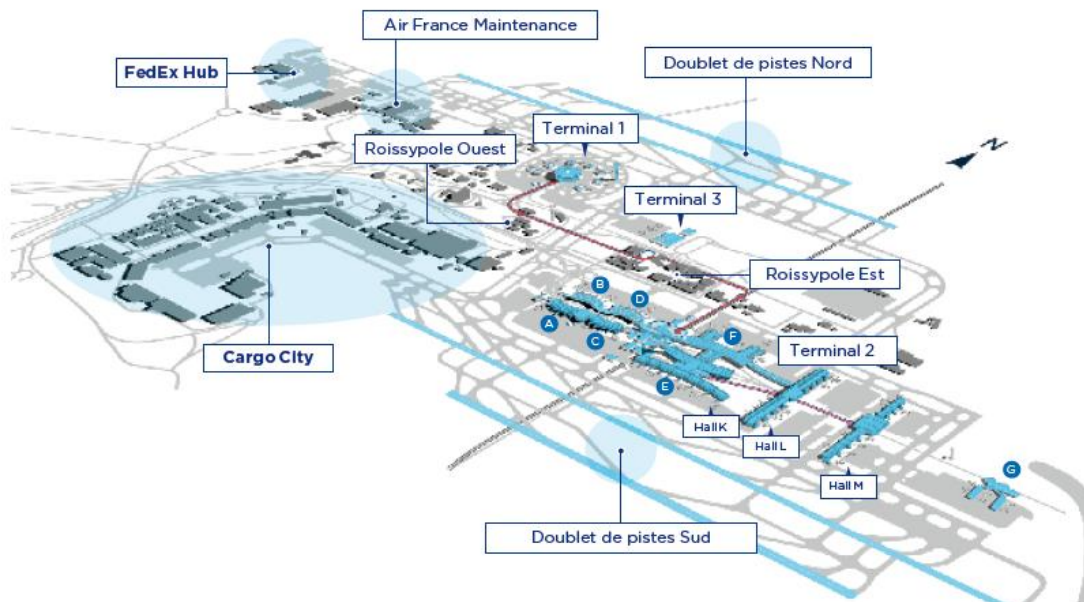 Air France Maintenance
FedEx Hub
Doublet de pistes Nord
Terminal 1
Roissypole Ouest
N
Terminal 3
Roissypole Est
B
D
A
C
F
Cargo City
Terminal 2
E
Hall K
Hall L
G
Hall M
Doublet de pistes Sud